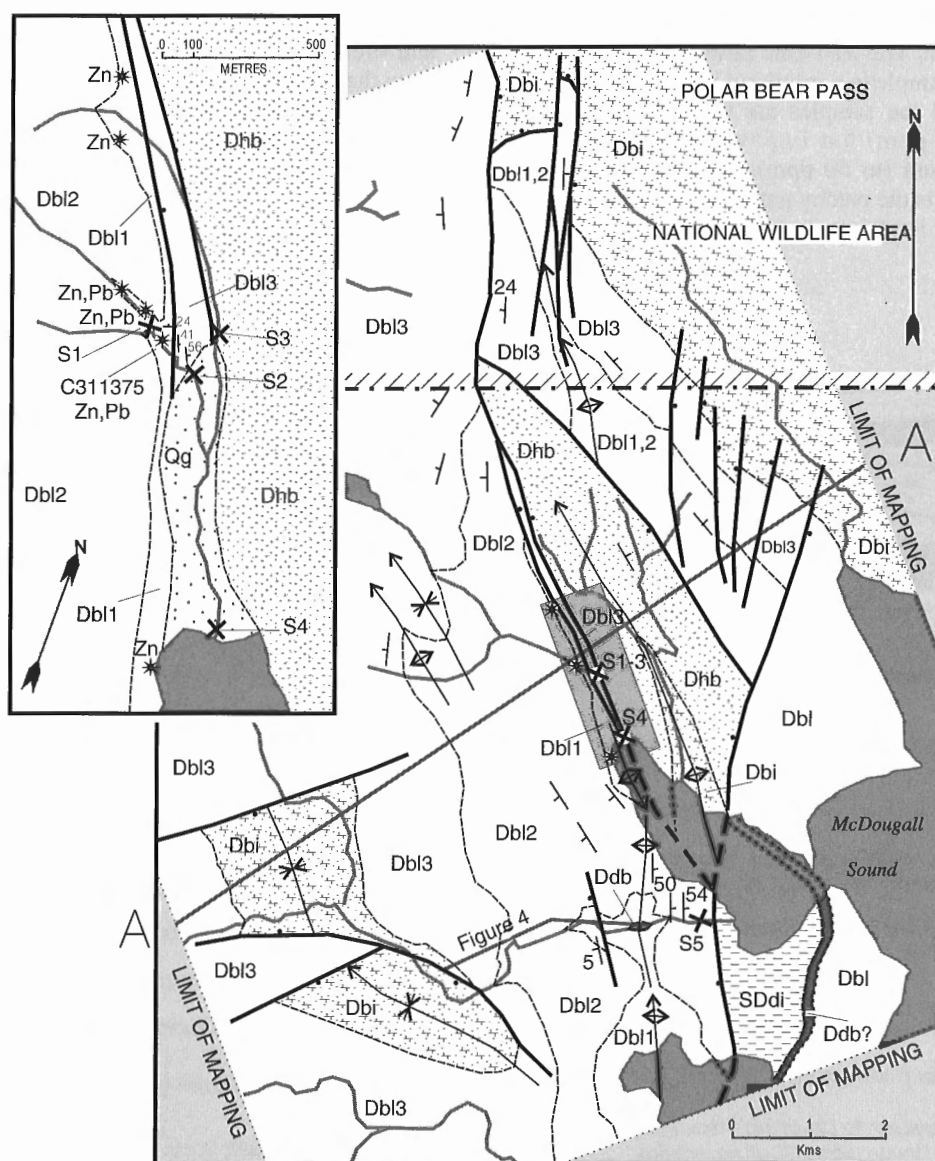 0 100 500
METRES
Zn
Zn
Dhb
Dbl2
Dbl1
Dbl3
Zn,Pb
Zn,Pb
S1
24
41
56
S3
C311375
S2
Zn,Pb
Qg
Dbl2
Dhb
N
Dbl1
S4
Zn
Dbi
POLAR BEAR PASS
N
Dbi
Dbl1,2
NATIONAL WILDLIFE
AREA
24
Dbl3
Dbl3
Dbl3
LIMIT OF MAPPING
A
Dbl1,2
Dhb
Dbl2
Dbl3
Dbi
Dbl3
S1-3
Dhb
S4
Dbl
Dbl1
Dbi
Dbl3
Dbl2
McDougall
Sound
Dbi
Dbl3
Ddb
50
54
A
Figure 4
S5
5
Dbl3
SDdi
Dbl
Dbi
Dbl2
Dbl1
Ddb?
LIMIT OF MAPPING
LIMIT OF MAPPING
Dbl3
0 1 2
Kms